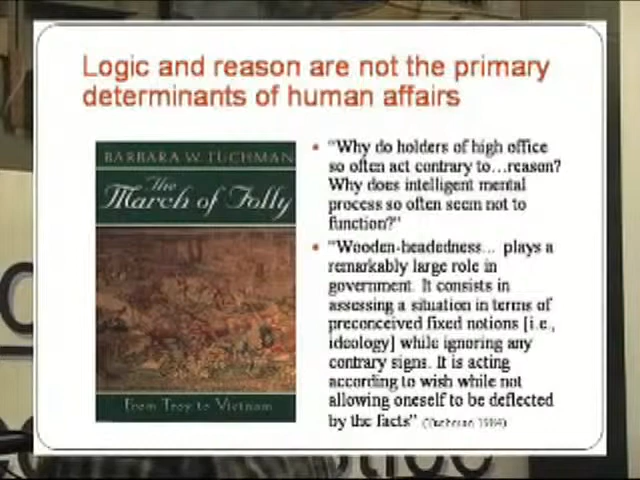 Logic and reason are not the primary
determinants of human affairs
BARBARA W. TUCHMAN
The
March of Folly
From Troy to Vietnam
• "Why do holders of high office
so often act contrary to…reason?
Why does intelligent mental
process so often seem not to
function?"
• "Wooden-headedness… plays a
remarkably large role in
government. It consists in
assessing a situation in terms of
preconceived fixed notions [i.e.,
ideology] while ignoring any
contrary signs. It is acting
according to wish while not
allowing oneself to be deflected
by the facts" (Tuchman 1984)